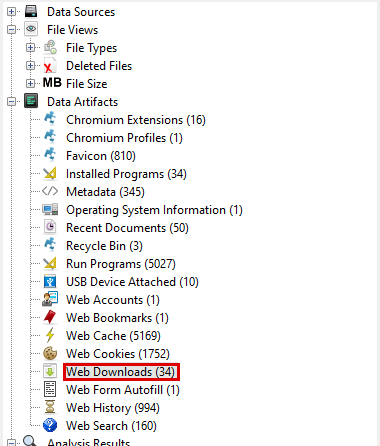 Data Sources
File Views
File Types
Deleted Files
MB File Size
Data Artifacts
Chromium Extensions (16)
Chromium Profiles (1)
Favicon (810)
Installed Programs (34)
Metadata (345)
Operating System Information (1)
Recent Documents (50)
Recycle Bin (3)
Run Programs (5027)
USB Device Attached (10)
Web Accounts (1)
Web Bookmarks (1)
Web Cache (5169)
Web Cookies (1752)
Web Downloads (34)
Web Form Autofill (1)
Web History (994)
Web Search (160)
Analysis Results